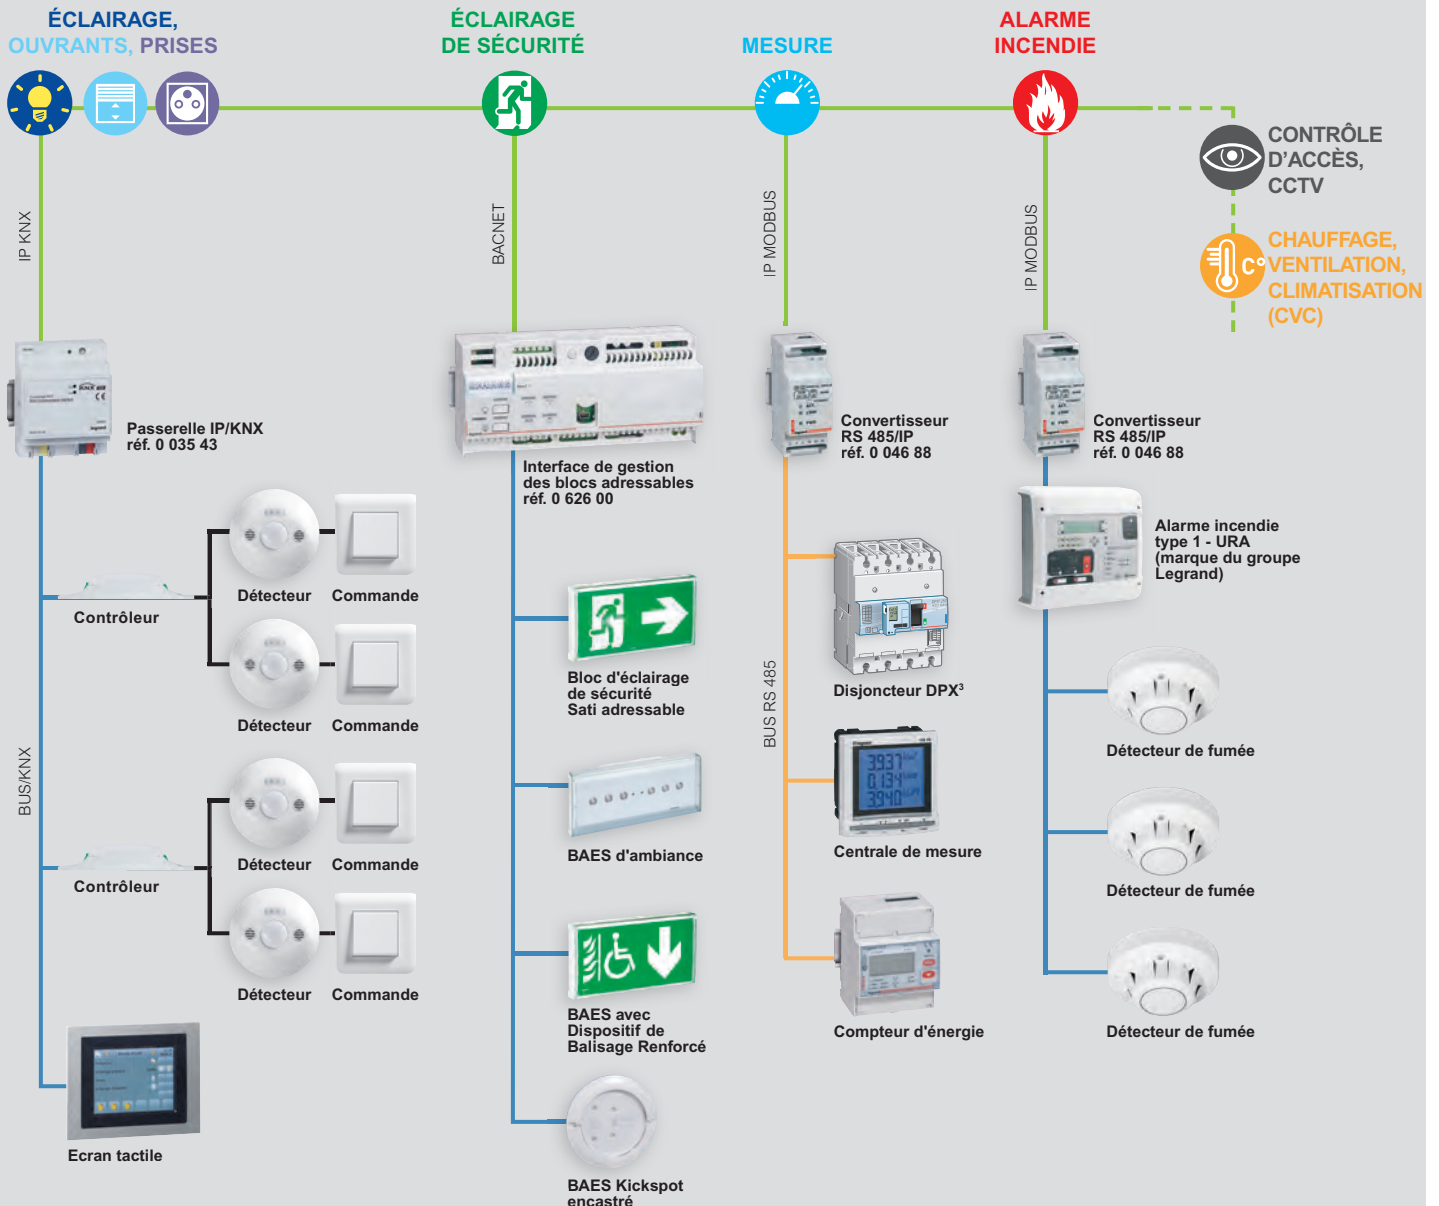 ÉCLAIRAGE,
OUVRANTS, PRISES
ÉCLAIRAGE
DE SÉCURITÉ
MESURE
ALARME
INCENDIE
CONTRÔLE
D'ACCÈS,
CCTV
C°
CHAUFFAGE,
VENTILATION,
CLIMATISATION
(CVC)
IP KNX
BACNET
IP MODBUS
IP MODBUS
Passerelle IP/KNX
réf. 0 035 43
Interface de gestion
des blocs adressables
réf. 0 626 00
Convertisseur
RS 485/IP
réf. 0 046 88
Convertisseur
RS 485/IP
réf. 0 046 88
Alarme incendie
type 1 - URA
(marque du groupe
Legrand)
BUS/KNX
Contrôleur
Détecteur
Commande
Détecteur
Commande
Contrôleur
Détecteur
Commande
Détecteur
Commande
Ecran tactile
Bloc d'éclairage
de sécurité
Sati adressable
BAES d'ambiance
BAES avec
Dispositif de
Balisage Renforcé
BAES Kickspot
encastré
BUS RS 485
Disjoncteur DPX³
3.937
0.134
3.940
Centrale de mesure
Compteur d'énergie
Détecteur de fumée
Détecteur de fumée
Détecteur de fumée